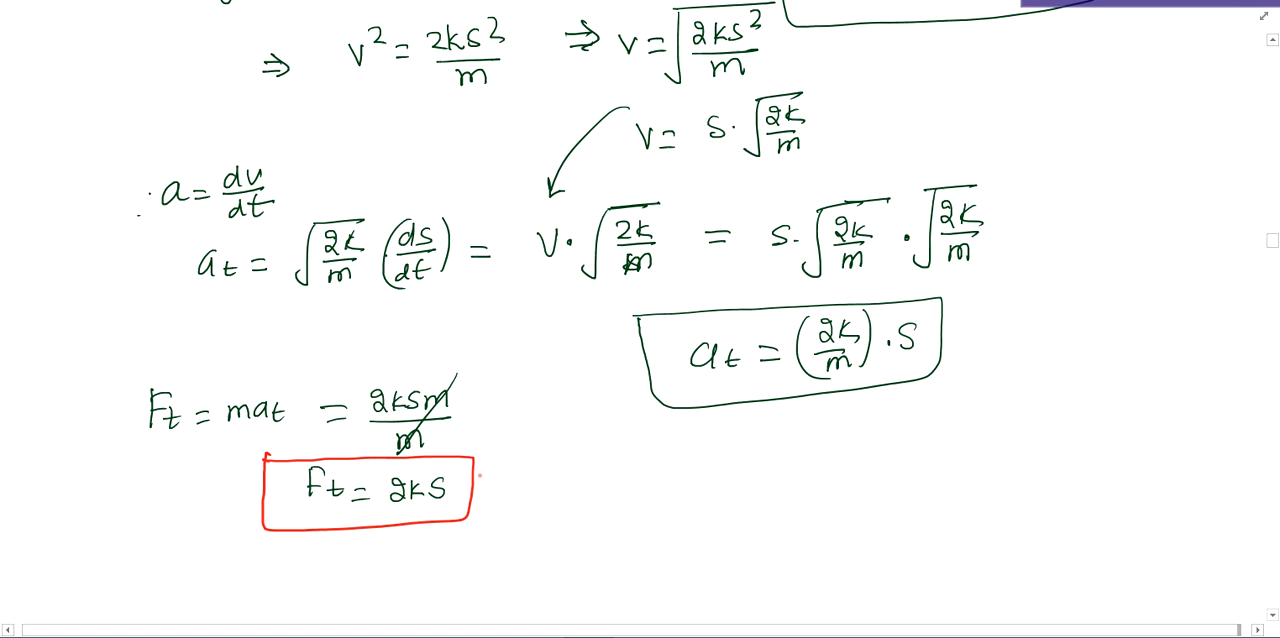 ⇒ v² = 2ks²/m ⇒ v = √(2ks²/m)
v = s·√(2k/m)
∴ a = dv/dt
at = √(2k/m) (ds/dt) = v·√(2k/m) = s·√(2k/m)·√(2k/m)
at = (2k/m)·s
Ft = mat = 2ksm/m
Ft = 2ks